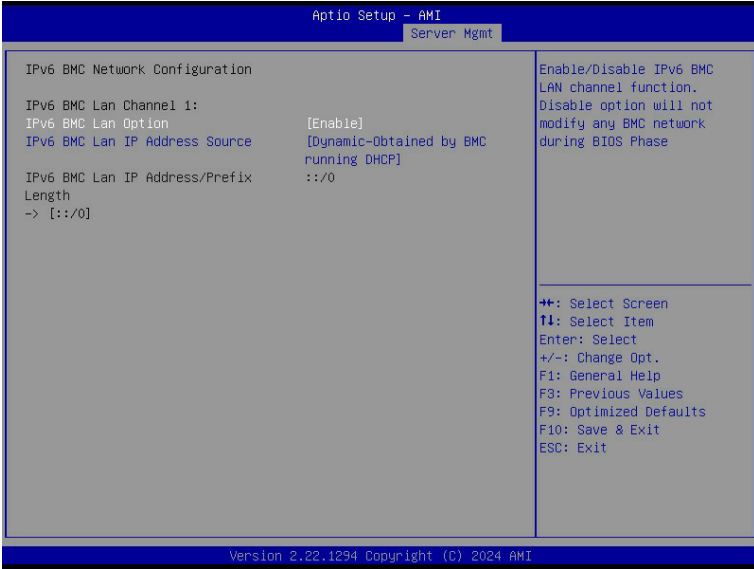 Aptio Setup – AMI
Server Mgmt
IPv6 BMC Network Configuration
IPv6 BMC Lan Channel 1:
IPv6 BMC Lan Option [Enable]
IPv6 BMC Lan IP Address Source [Dynamic-Obtained by BMC
running DHCP]
IPv6 BMC Lan IP Address/Prefix ::/0
Length
-> [::/0]
Enable/Disable IPv6 BMC
LAN channel function.
Disable option will not
modify any BMC network
during BIOS Phase
→←: Select Screen
↑↓: Select Item
Enter: Select
+/-: Change Opt.
F1: General Help
F3: Previous Values
F9: Optimized Defaults
F10: Save & Exit
ESC: Exit
Version 2.22.1294 Copyright (C) 2024 AMI